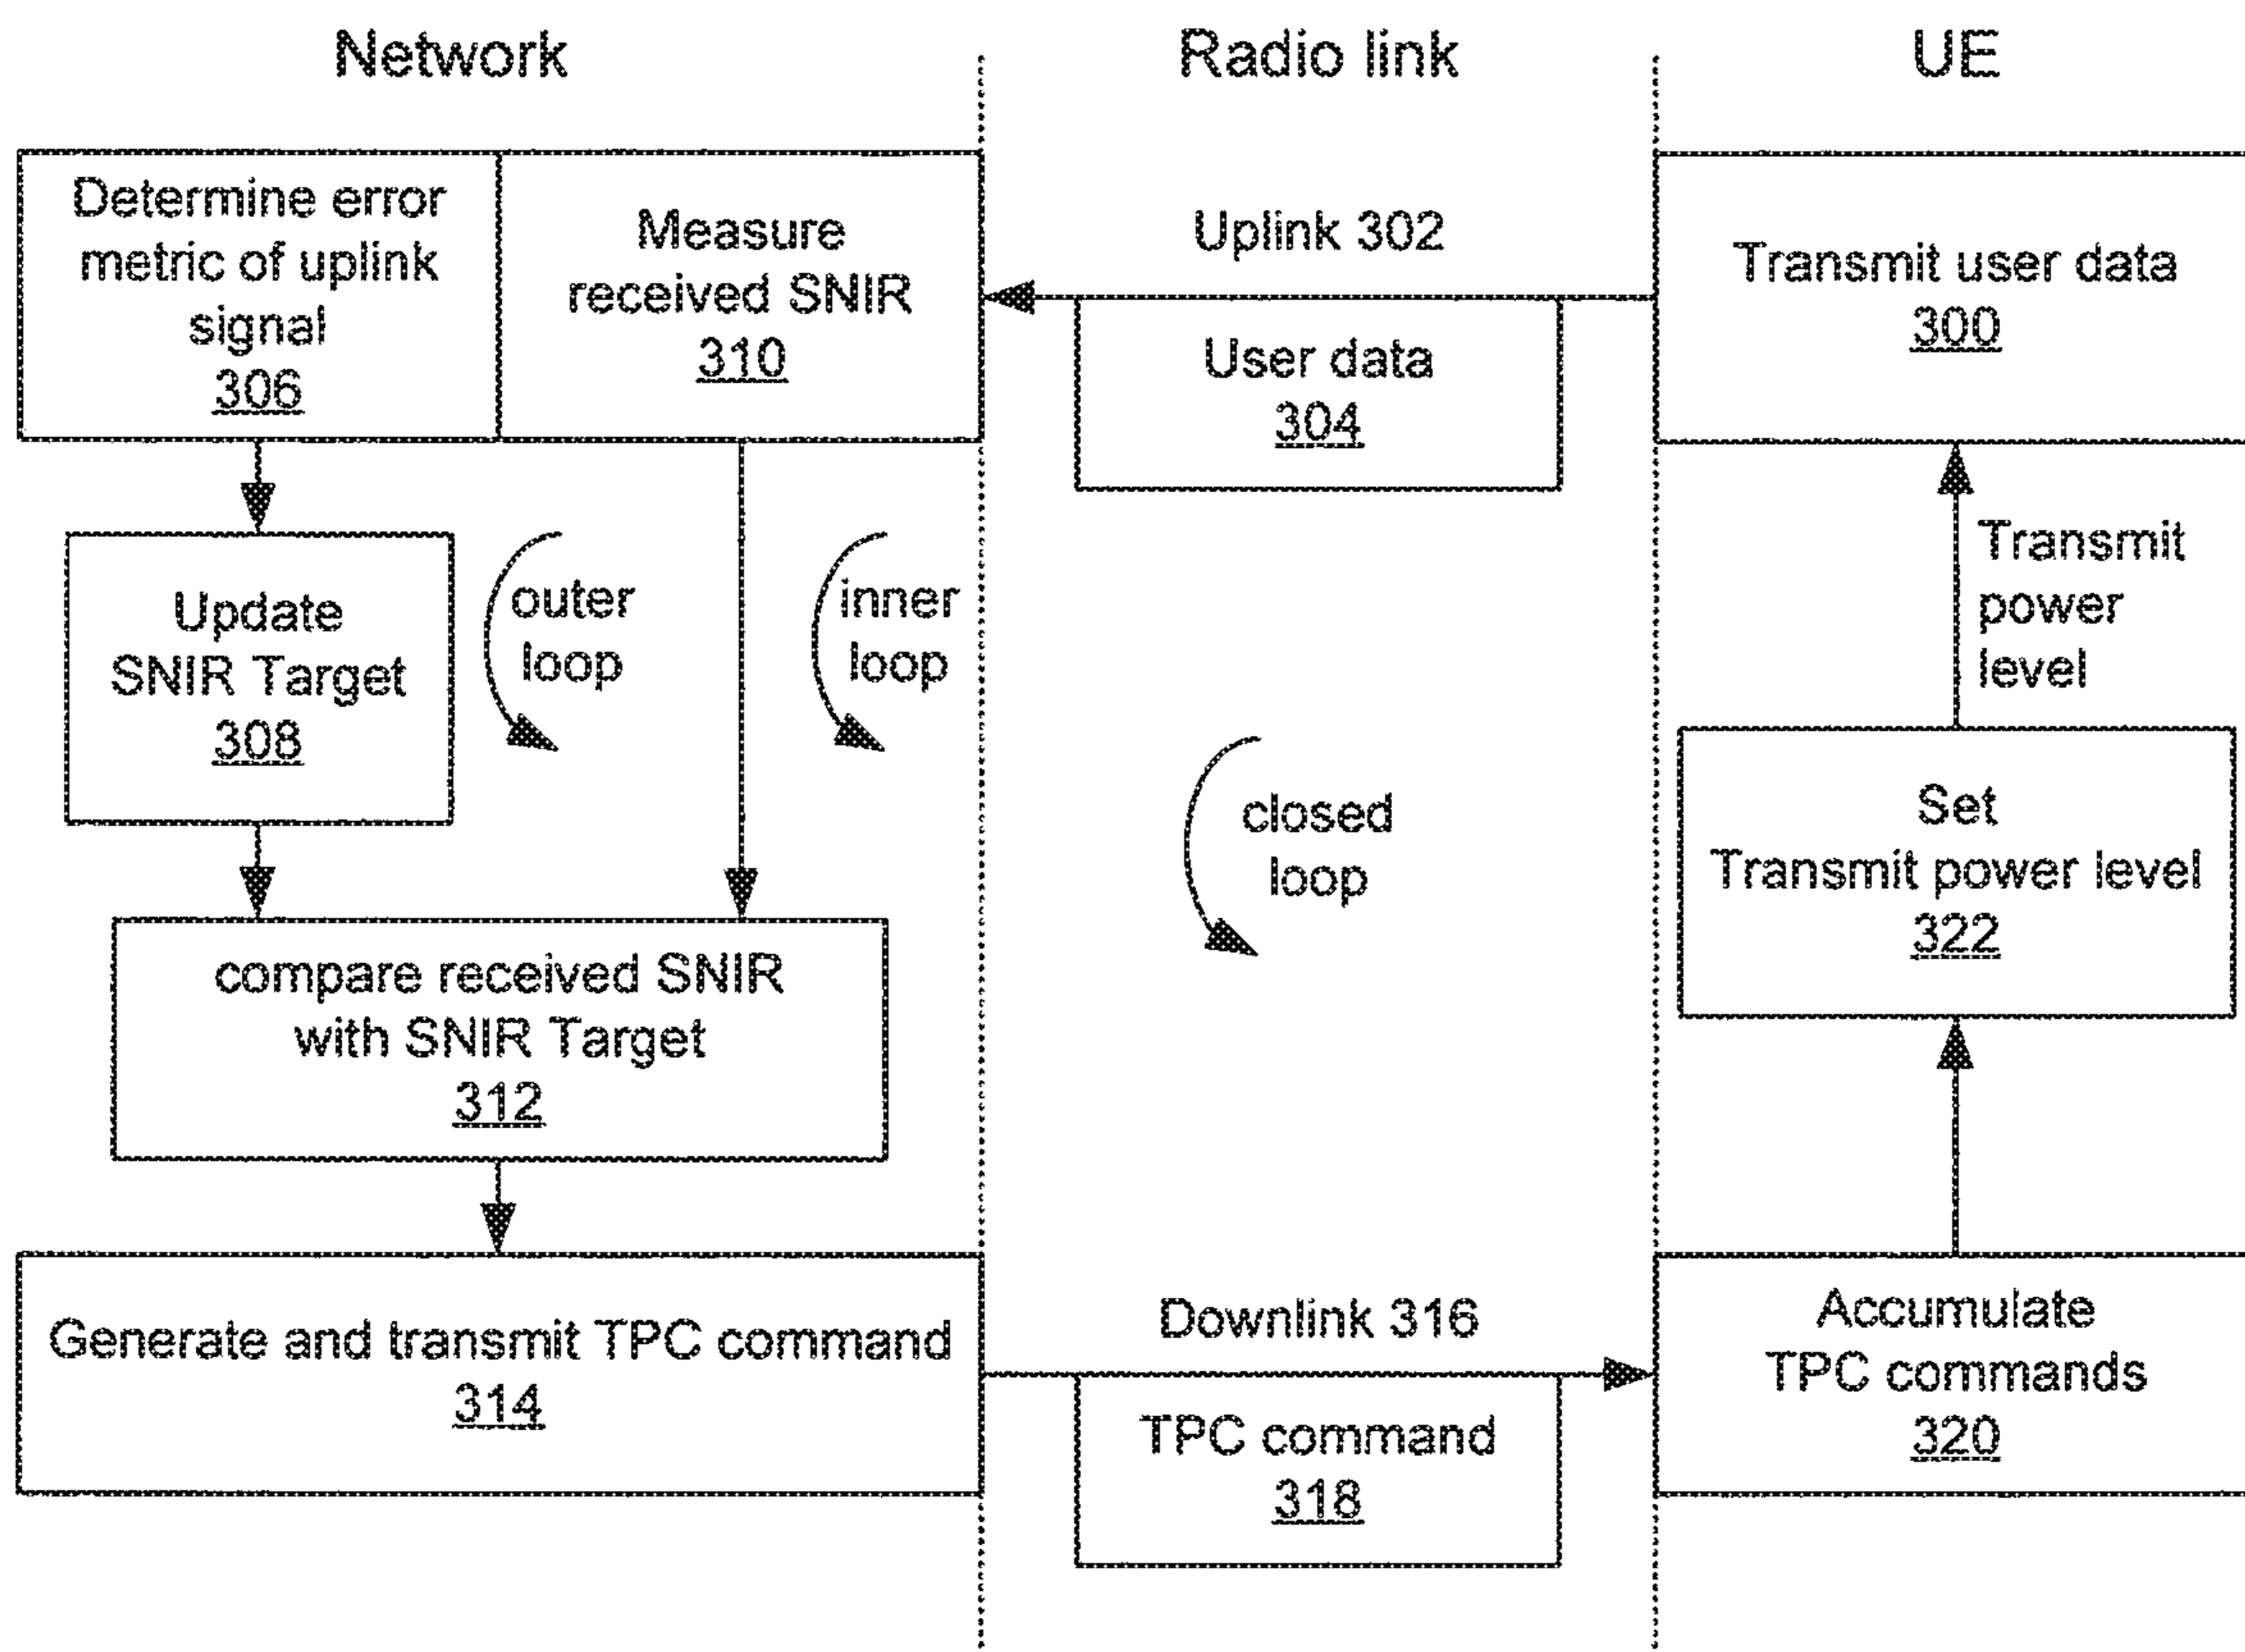 Network
Radio link
UE
Determine error
metric of uplink
signal
306
Measure
received SNIR
310
Uplink 302
User data
304
Transmit user data
300
Update
SNIR Target
308
outer
loop
inner
loop
closed
loop
Transmit
power
level
Set
Transmit power level
322
compare received SNIR
with SNIR Target
312
Generate and transmit TPC command
314
Downlink 316
TPC command
318
Accumulate
TPC commands
320